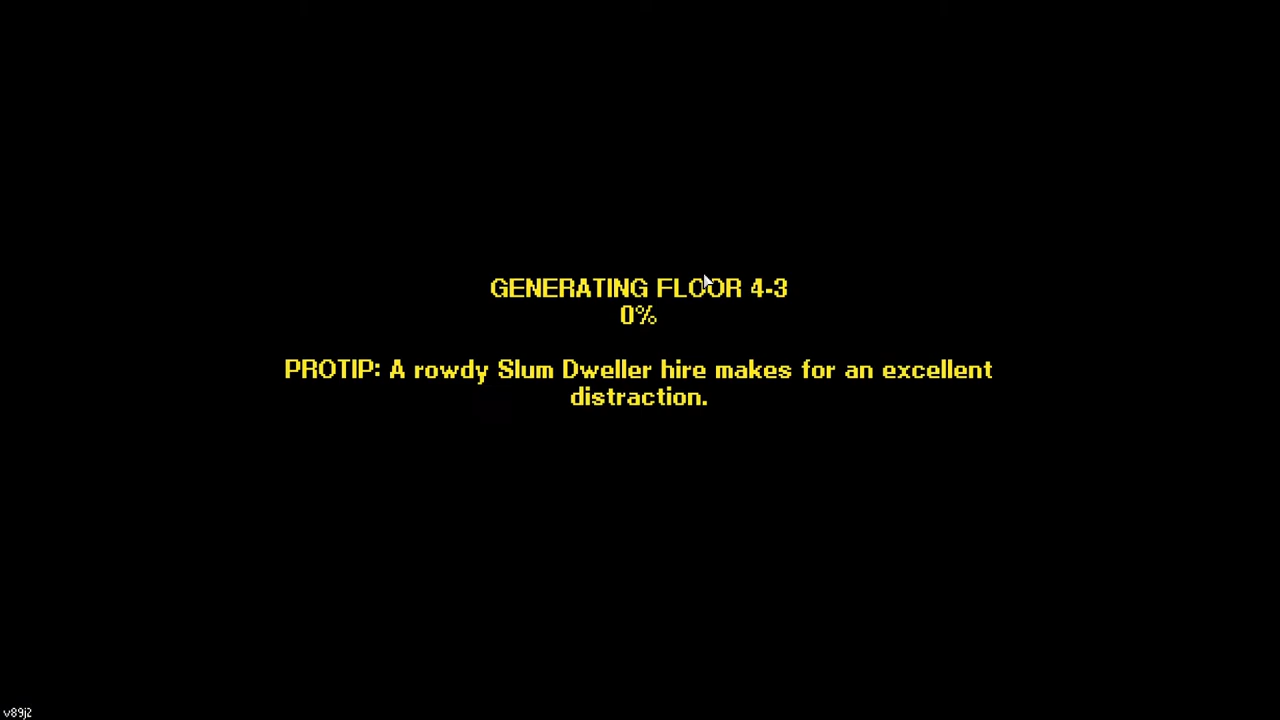 GENERATING FLOOR 4-3
0%
PROTIP: A rowdy Slum Dweller hire makes for an excellent
distraction.
v89j2